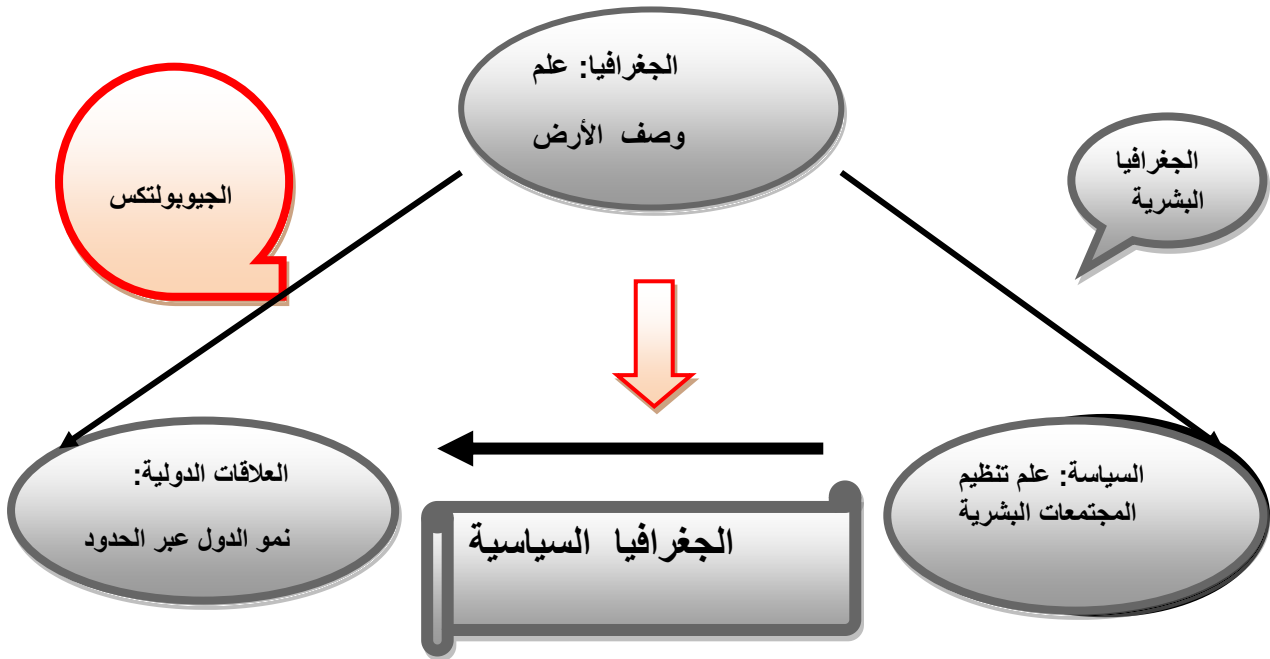 الجغرافيا: علم
وصف الأرض
الجغرافيا
البشرية
الجيوبولتكس
السياسة: علم تنظيم
المجتمعات البشرية
العلاقات الدولية:
نمو الدول عبر الحدود
الجغرافيا السياسية